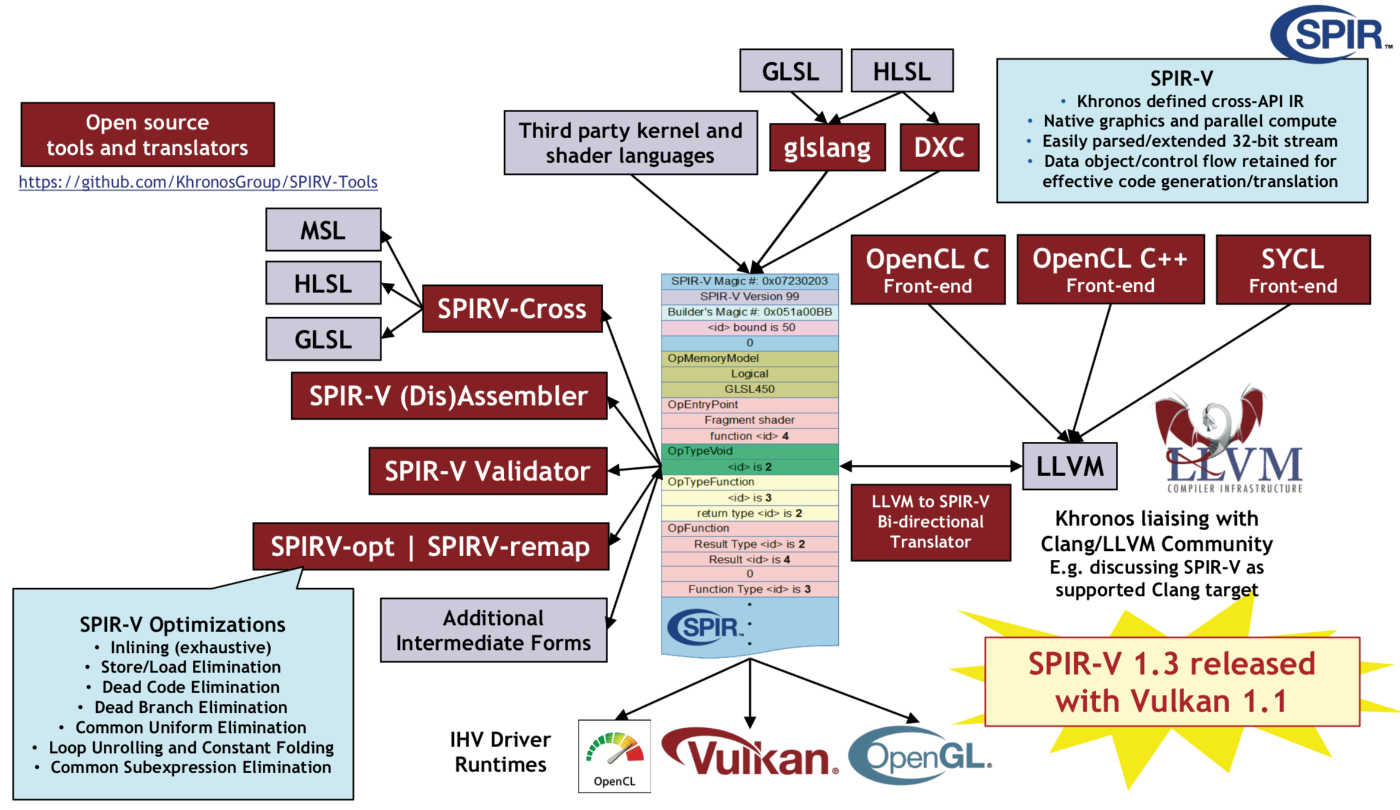 SPIR™
GLSL
HLSL
Open source
tools and translators
https://github.com/KhronosGroup/SPIRV-Tools
Third party kernel and
shader languages
glslang
DXC
SPIR-V
• Khronos defined cross-API IR
• Native graphics and parallel compute
• Easily parsed/extended 32-bit stream
• Data object/control flow retained for
effective code generation/translation
MSL
HLSL
GLSL
SPIRV-Cross
SPIR-V (Dis)Assembler
SPIR-V Validator
SPIRV-opt | SPIRV-remap
Additional
Intermediate Forms
SPIR-V Optimizations
• Inlining (exhaustive)
• Store/Load Elimination
• Dead Code Elimination
• Dead Branch Elimination
• Common Uniform Elimination
• Loop Unrolling and Constant Folding
• Common Subexpression Elimination
SPIR-V Magic #: 0x07230203
SPIR-V Version 99
Builder's Magic #: 0x051a00BB
<id> bound is 50
0
OpMemoryModel
Logical
GLSL450
OpEntryPoint
Fragment shader
function <id> 4
OpTypeVoid
<id> is 2
OpTypeFunction
<id> is 3
return type <id> is 2
OpFunction
Result Type <id> is 2
Result <id> is 4
0
Function Type <id> is 3
SPIR™
OpenCL C
Front-end
OpenCL C++
Front-end
SYCL
Front-end
LLVM
LLVM
COMPILER INFRASTRUCTURE
LLVM to SPIR-V
Bi-directional
Translator
Khronos liaising with
Clang/LLVM Community
E.g. discussing SPIR-V as
supported Clang target
SPIR-V 1.3 released
with Vulkan 1.1
IHV Driver
Runtimes
OpenCL
Vulkan®
OpenGL®